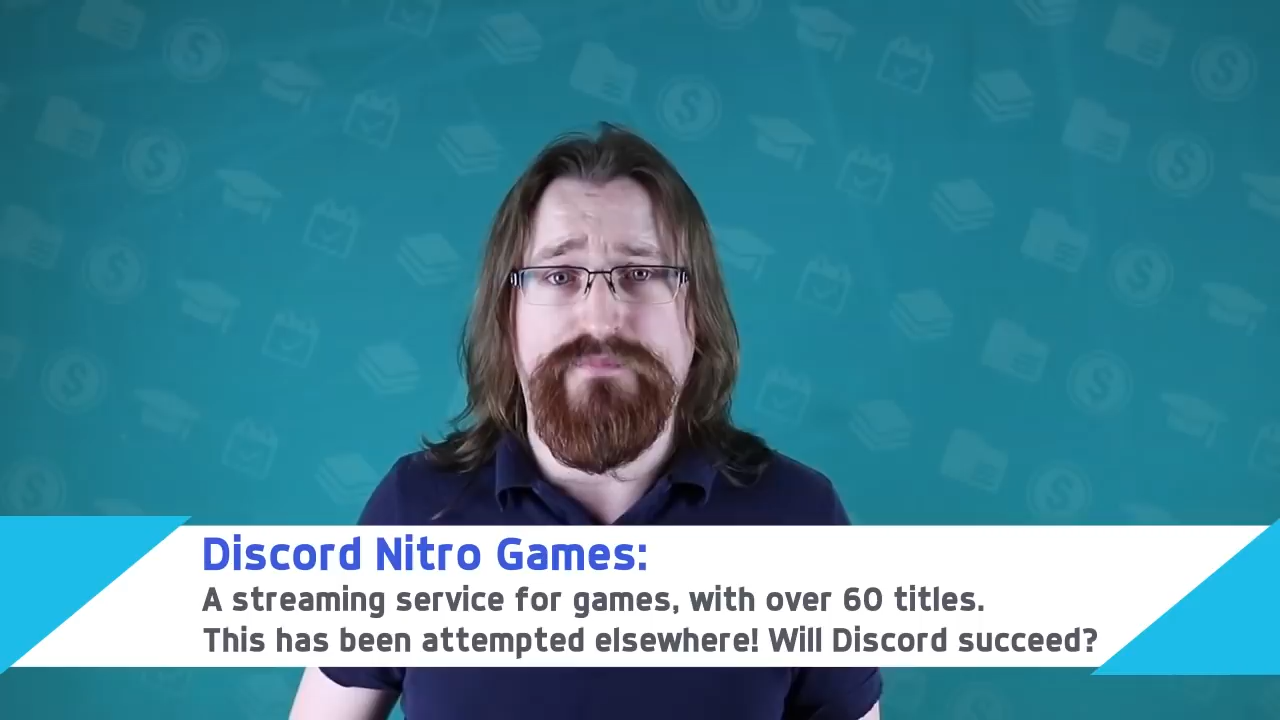 Discord Nitro Games:
A streaming service for games, with over 60 titles.
This has been attempted elsewhere! Will Discord succeed?